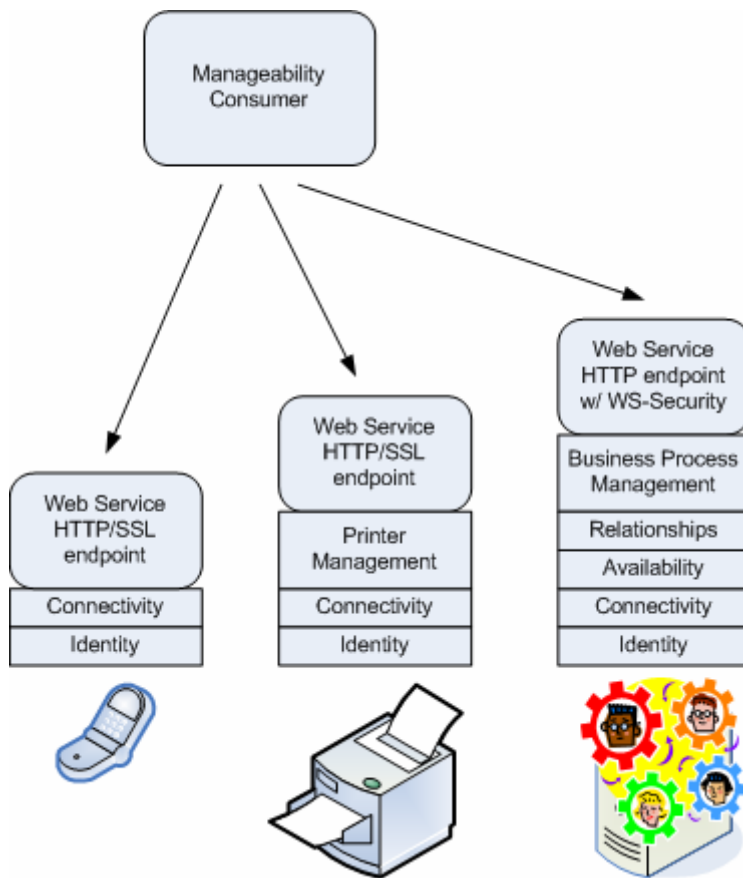 Manageability
Consumer
Web Service
HTTP/SSL
endpoint
Connectivity
Identity
Web Service
HTTP/SSL
endpoint
Printer
Management
Connectivity
Identity
Web Service
HTTP endpoint
w/ WS-Security
Business Process
Management
Relationships
Availability
Connectivity
Identity